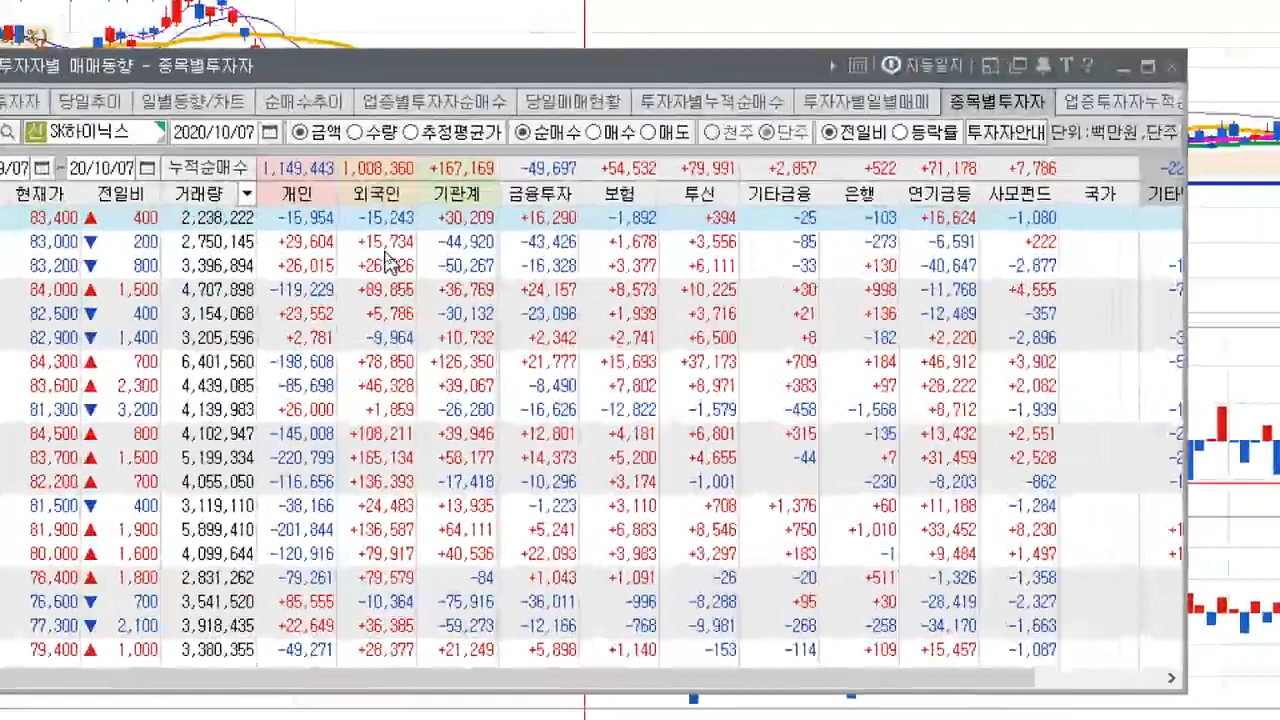 %)
투자자별 매매동향 - 종목별투자자
투자자 당일추이 일별동향/차트 순매수추이 업종별투자자순매수 당일매매현황 투자자별누적순매수 투자자별일별매매 종목별투자자 업종투자자누적순
신 SK하이닉스 2020/10/07 금액 수량 추정평균가 순매수 매수 매도 천주 단주 전일비 등락률 투자자안내 단위:백만원,단주
9/07 - 20/10/07 누적순매수 1,149,443 1,008,360 +167,169 -49,697 +54,532 +79,991 +2,857 +522 +71,178 +7,786
현재가 전일비 거래량 개인 외국인 기관계 금융투자 보험 투신 기타금융 은행 연기금등 사모펀드 국가
83,400 ▲ 400 2,238,222 -15,954 -15,243 +30,209 +16,290 -1,892 +394 -25 -103 +16,624 -1,080
83,000 ▼ 200 2,750,145 +29,604 +15,734 -44,920 -43,426 +1,678 +3,556 -85 -273 -6,591 +222
83,200 ▼ 800 3,396,894 +26,015 -50,267 -16,328 +3,377 +6,111 -33 +130 -40,647 -2,877
84,000 ▲ 1,500 4,707,898 -119,229 +89,855 +36,769 +24,157 +8,573 +10,225 +30 +998 -11,768 +4,555
82,500 ▼ 400 3,154,068 +23,552 +5,786 -30,132 -23,098 +1,939 +3,716 +21 +136 -12,489 -357
82,900 ▼ 1,400 3,205,596 +2,781 -9,964 +10,732 +2,342 +2,741 +6,500 +8 -182 +2,220 -2,896
84,300 ▲ 700 6,401,560 -198,608 +78,850 +126,350 +21,777 +15,693 +37,173 +709 +184 +46,912 +3,902
83,600 ▲ 2,300 4,439,085 -85,698 +46,328 +39,067 -8,490 +7,802 +8,971 +383 +97 +28,222 +2,082
81,300 ▼ 3,200 4,139,983 +26,000 +1,859 -26,280 -16,626 -12,822 -1,579 -458 -1,568 +8,712 -1,939
84,500 ▲ 800 4,102,947 -145,008 +108,211 +39,946 +12,801 +4,181 +6,801 +315 -135 +13,432 +2,551
83,700 ▲ 1,500 5,199,334 -220,799 +165,134 +58,177 +14,373 +5,200 +4,655 -44 +7 +31,459 +2,528
82,200 ▲ 700 4,055,050 -116,656 +136,393 -17,418 -10,296 +3,174 -1,001 -230 -8,203 -862
81,500 ▼ 400 3,119,110 -38,166 +24,483 +13,935 -1,223 +3,110 +708 +1,376 +60 +11,188 -1,284
81,900 ▲ 1,900 5,899,410 -201,844 +136,587 +64,111 +5,241 +6,883 +8,546 +750 +1,010 +33,452 +8,230
80,000 ▲ 1,600 4,099,644 -120,916 +79,917 +40,536 +22,093 +3,983 +3,297 +183 -1 +9,484 +1,497
78,400 ▲ 1,800 2,831,262 -79,261 +79,579 -84 +1,043 +1,091 -26 -20 +511 -1,326 -1,358
76,600 ▼ 700 3,541,520 +85,555 -10,364 -75,916 -36,011 -996 -8,288 +95 +30 -28,419 -2,327
77,300 ▼ 2,100 3,918,435 +22,649 +36,385 -59,273 -12,166 -768 -9,981 -268 -258 -34,170 -1,663
79,400 ▲ 1,000 3,380,355 -49,271 +28,377 +21,249 +5,898 +1,140 -153 -114 +109 +15,457 -1,087